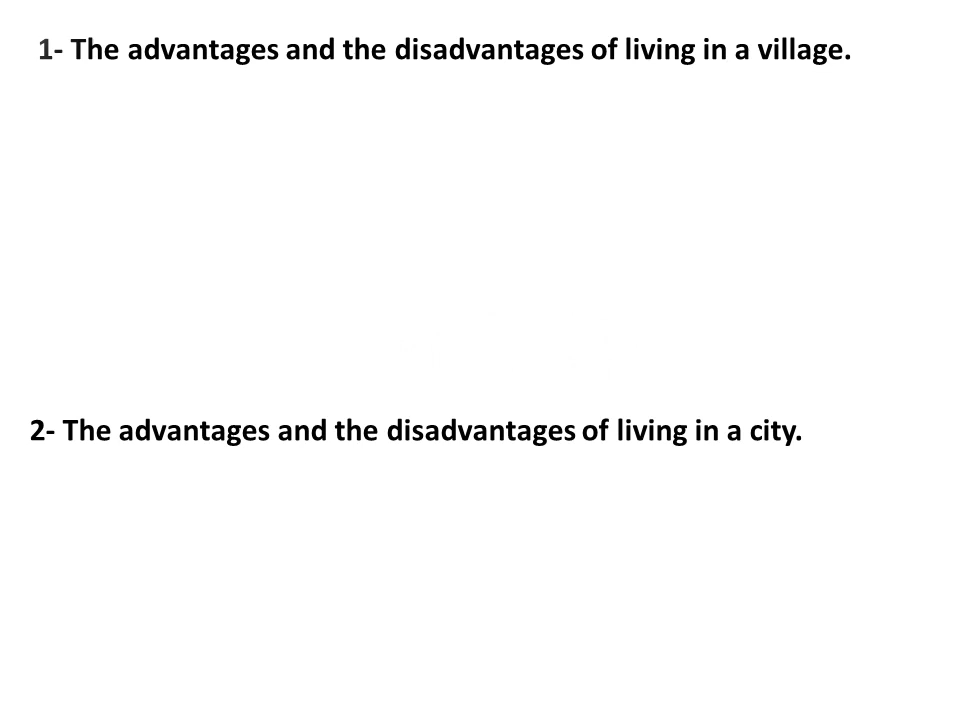 1- The advantages and the disadvantages of living in a village.
2- The advantages and the disadvantages of living in a city.